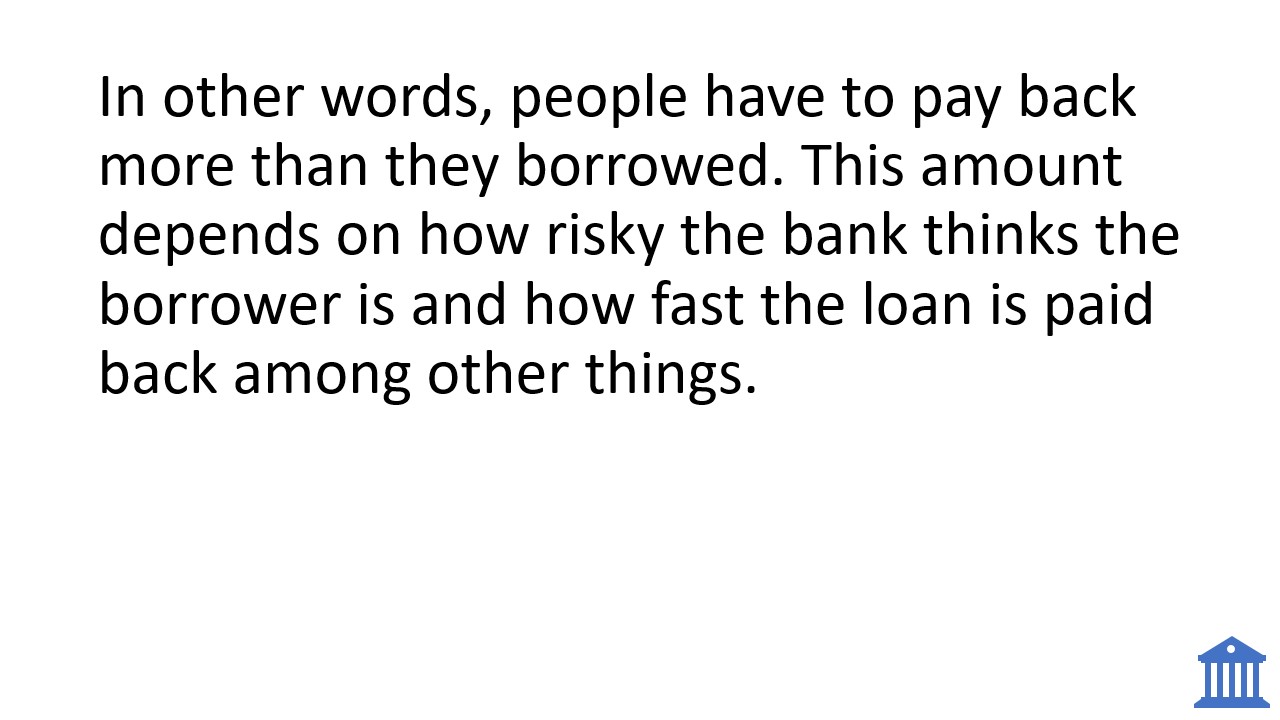 In other words, people have to pay back
more than they borrowed. This amount
depends on how risky the bank thinks the
borrower is and how fast the loan is paid
back among other things.